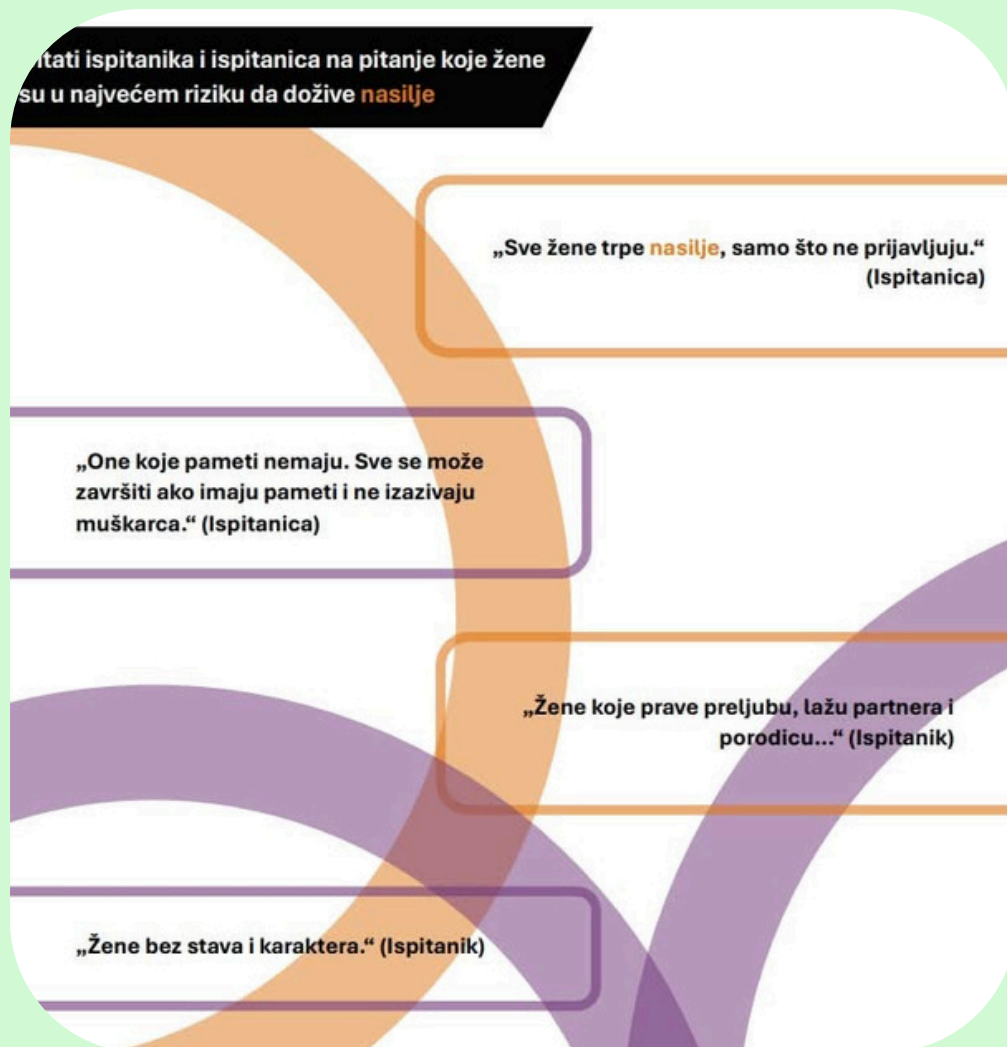 ispitanika i ispitanica na pitanje koje žene
su u najvećem riziku da dožive nasilje
„Sve žene trpe nasilje, samo što ne prijavljuju.“
(Ispitanica)
„One koje pameti nemaju. Sve se može
završiti ako imaju pameti i ne izazivaju
muškarca.“ (Ispitanica)
„Žene koje prave preljubu, lažu partnera i
porodicu...“ (Ispitanik)
„Žene bez stava i karaktera.“ (Ispitanik)